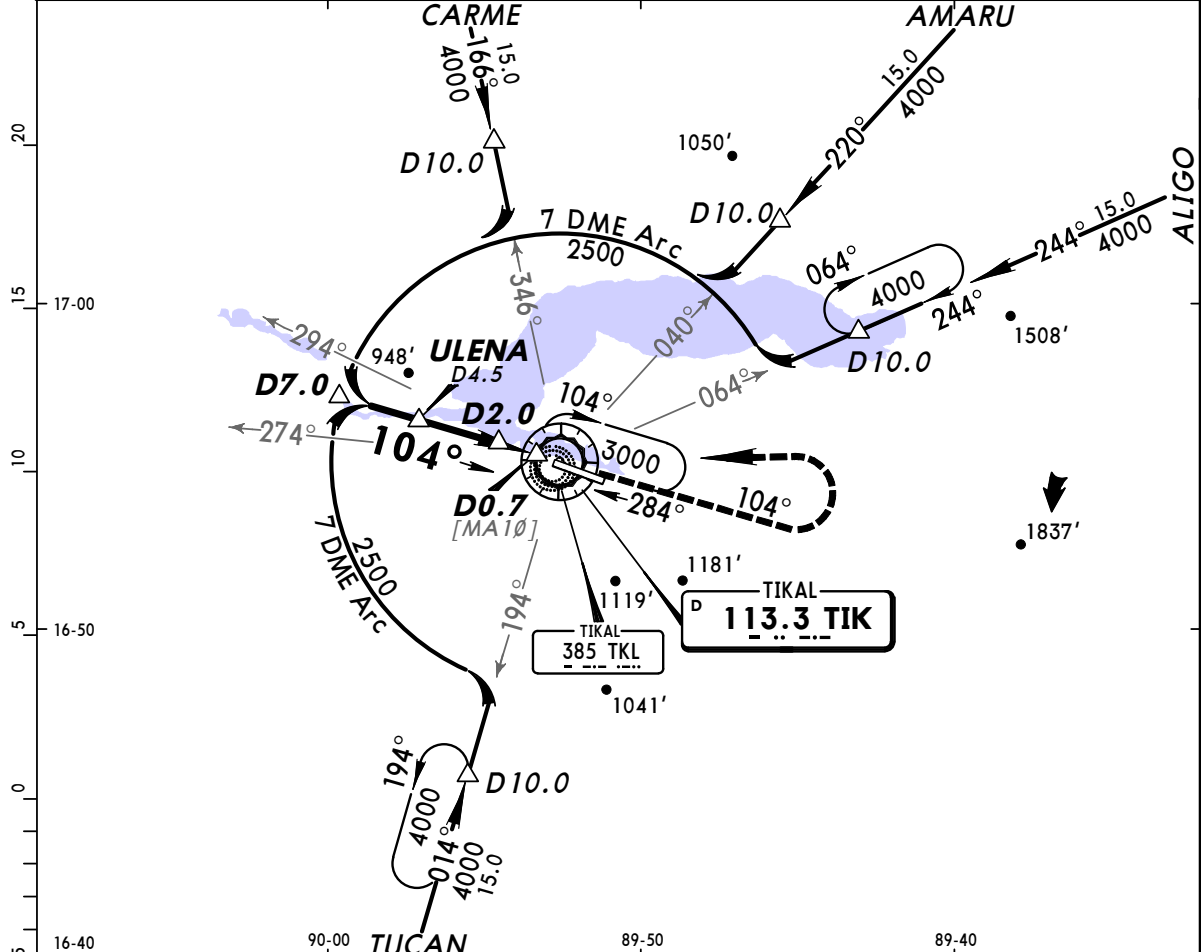 CARME
AMARU
166°
15.0
4000
15.0
4000
220°
D10.0
20
1050'
D10.0
ALIGO
15.0
244°
4000
7 DME Arc
2500
064°
4000
244°
D10.0
15
17-00
346°
040°
1508'
294°
948'
ULENA
D4.5
D7.0
D2.0
064°
104°
274°
104°
3000
10
D0.7
[MA1Ø]
284°
104°
1837'
2500
7 DME Arc
1181'
1119'
194°
TIKAL
D
113.3 TIK
TIKAL
385 TKL
5
16-50
1041'
194°
D10.0
4000
014°
4000
15.0
0
5
16-40
90-00
TUCAN
89-50
89-40